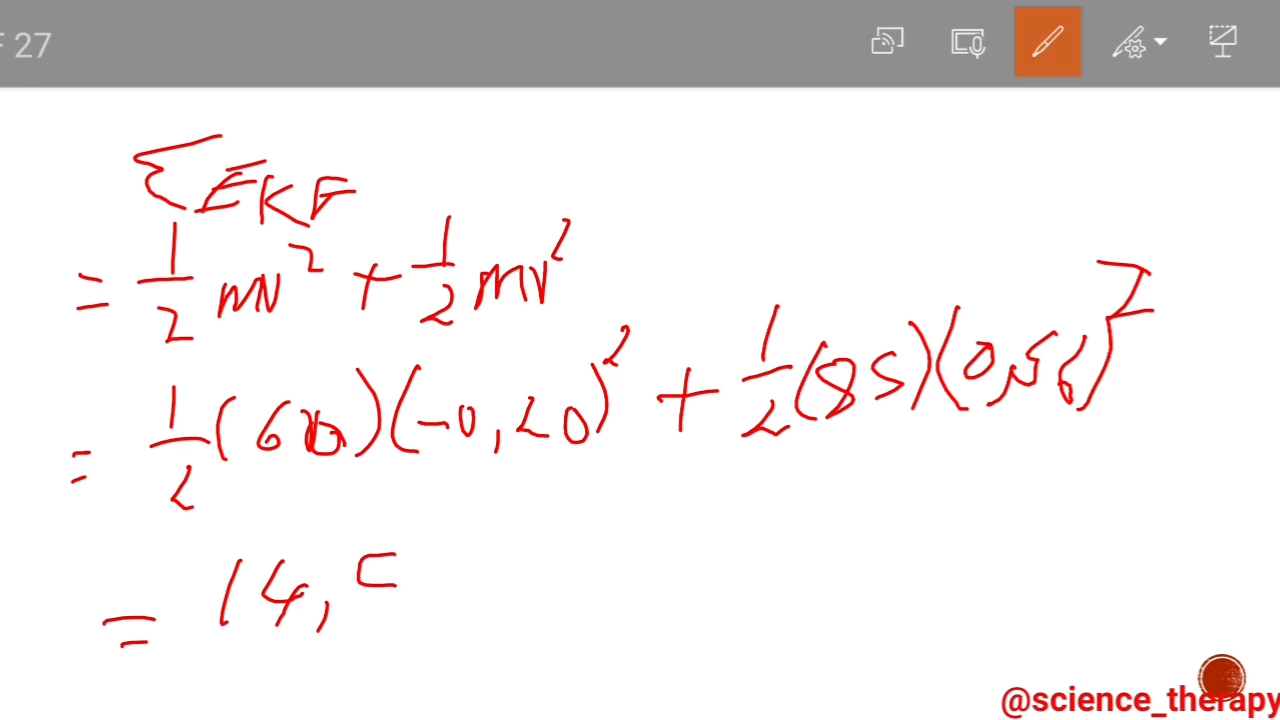 F 27
Σ EKF
= 1/2 mv² + 1/2 mv²
= 1/2 (60)(-0,20)² + 1/2 (85)(0,56)²
= 14,
@science_therapy